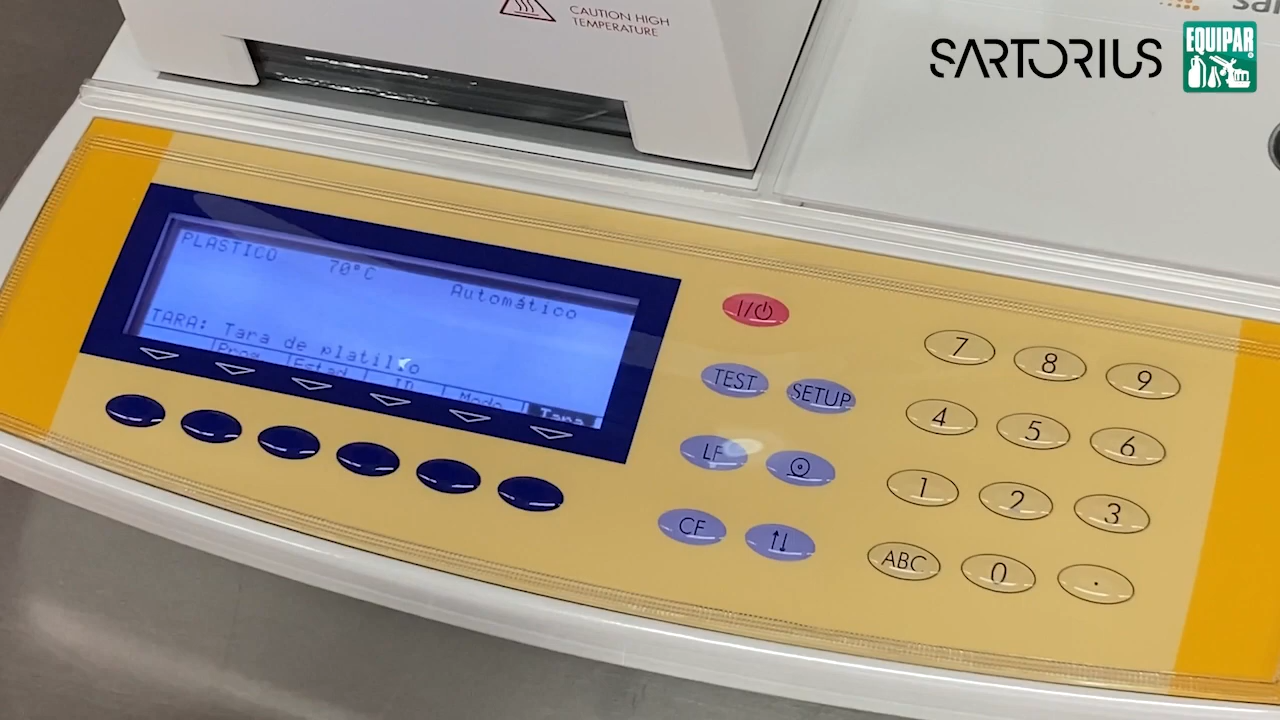 CAUTION HIGH
TEMPERATURE
SARTORIUS
EQUIPAR
PLASTICO 70°C
Automático
TARA: Tara de platillo
Prog. Estad ID Modo Tara
I/
TEST SETUP
LF
CF
7 8 9
4 5 6
1 2 3
ABC 0 .